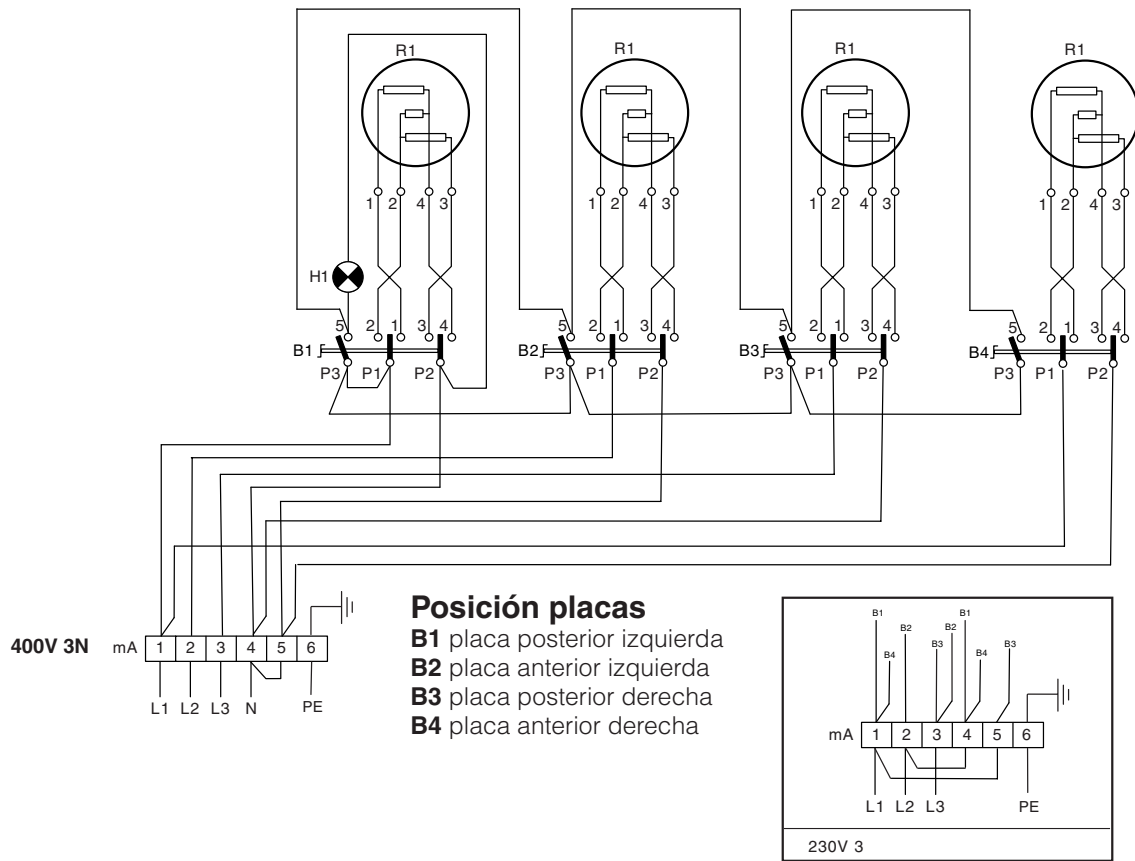 R1 R1 R1 R1
1 2 4 3 1 2 4 3 1 2 4 3 1 2 4 3
H1
5 2 1 3 4 5 2 1 3 4 5 2 1 3 4 5 2 1 3 4
B1 B2 B3 B4
P3 P1 P2 P3 P1 P2 P3 P1 P2 P3 P1 P2
400V 3N mA 1 2 3 4 5 6
L1 L2 L3 N PE
Posición placas
B1 placa posterior izquierda
B2 placa anterior izquierda
B3 placa posterior derecha
B4 placa anterior derecha
B1 B2 B2 B1
B4 B3 B4 B3
mA 1 2 3 4 5 6
L1 L2 L3 PE
230V 3